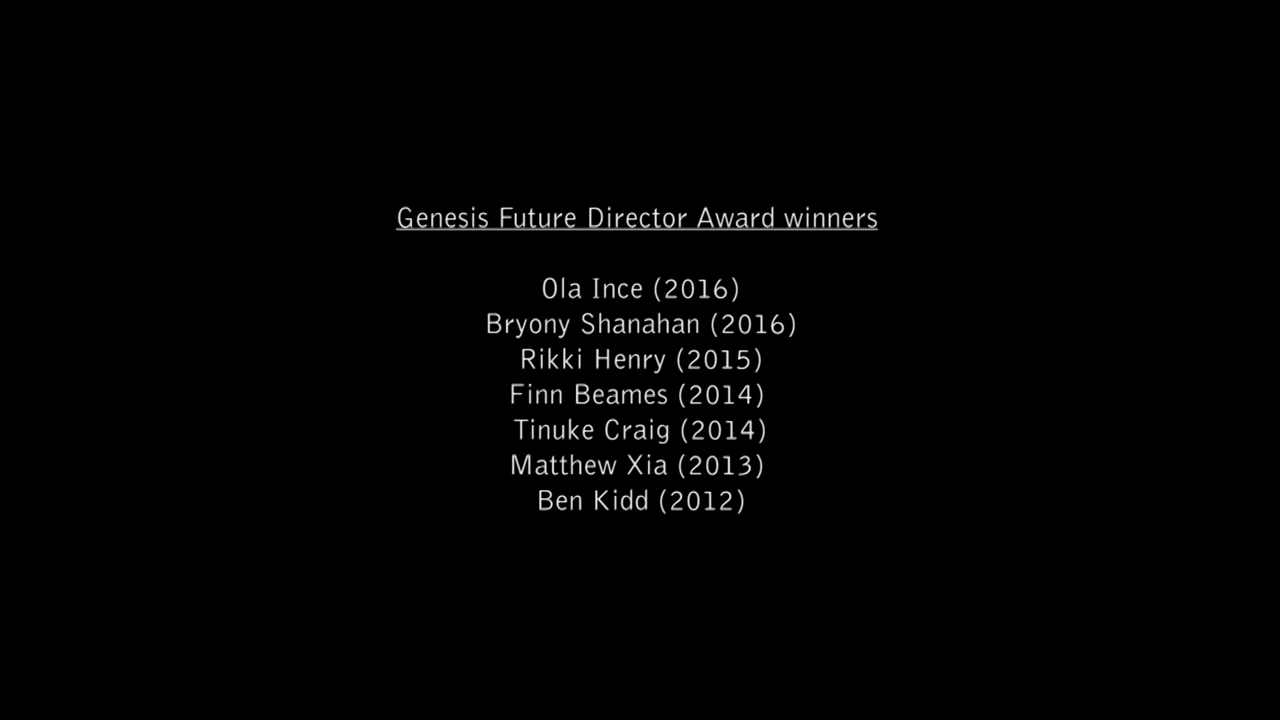 Genesis Future Director Award winners
Ola Ince (2016)
Bryony Shanahan (2016)
Rikki Henry (2015)
Finn Beames (2014)
Tinuke Craig (2014)
Matthew Xia (2013)
Ben Kidd (2012)